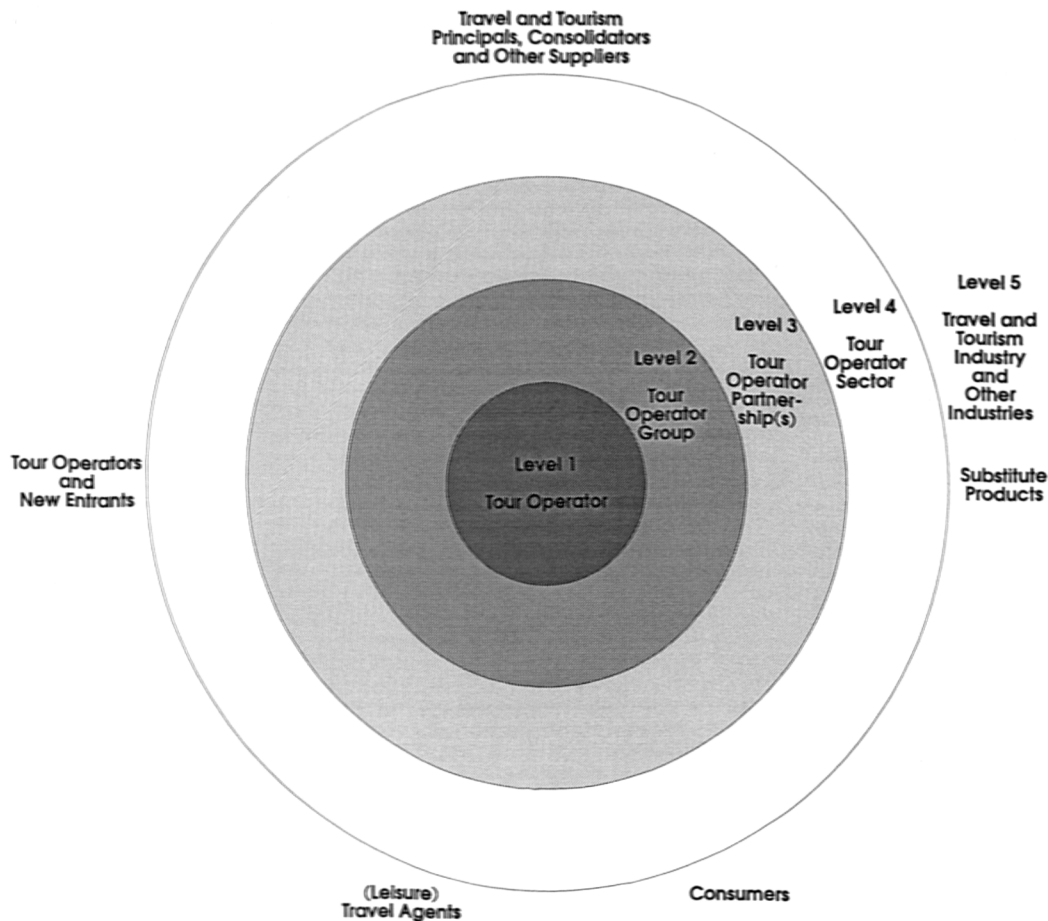 Travel and Tourism
Principals, Consolidators
and Other Suppliers
Level 5
Travel and
Tourism
Industry
and
Other
Industries
Level 4
Tour
Operator
Sector
Level 3
Tour
Operator
Partner-
ship(s)
Level 2
Tour
Operator
Group
Level 1
Tour Operator
Tour Operators
and
New Entrants
Substitute
Products
(Leisure)
Travel Agents
Consumers